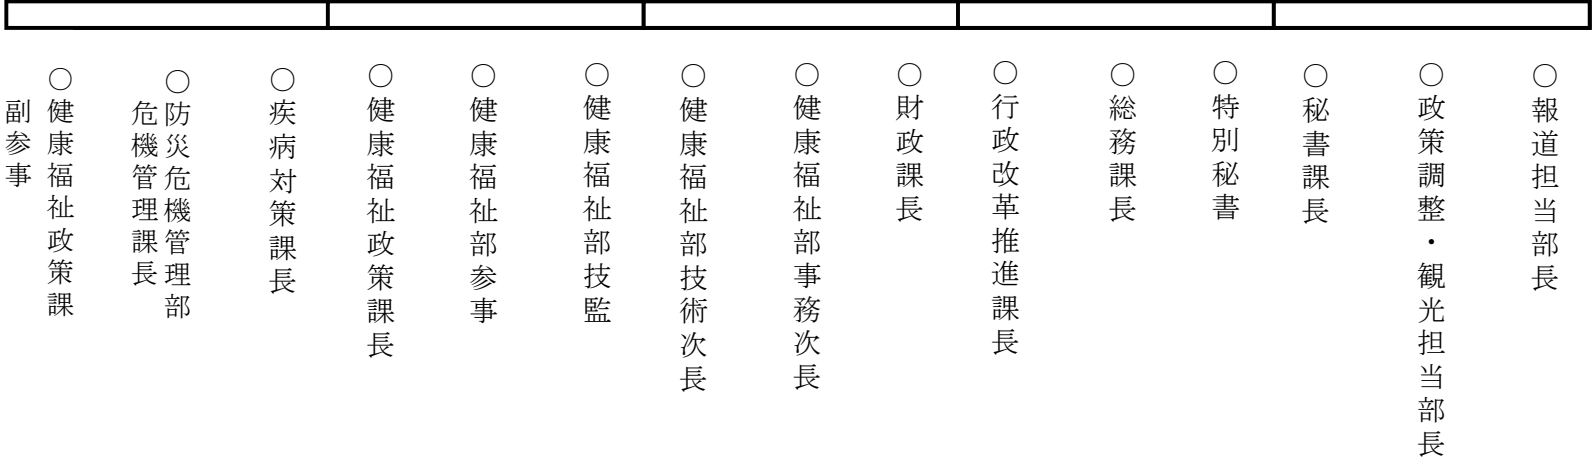 ○報道担当部長
○政策調整・観光担当部長
○秘書課長
○特別秘書
○総務課長
○行政改革推進課長
○財政課長
○健康福祉部事務次長
○健康福祉部技術次長
○健康福祉部技監
○健康福祉部参事
○健康福祉政策課長
○疾病対策課長
○防災危機管理部
危機管理課長
○健康福祉政策課
副参事